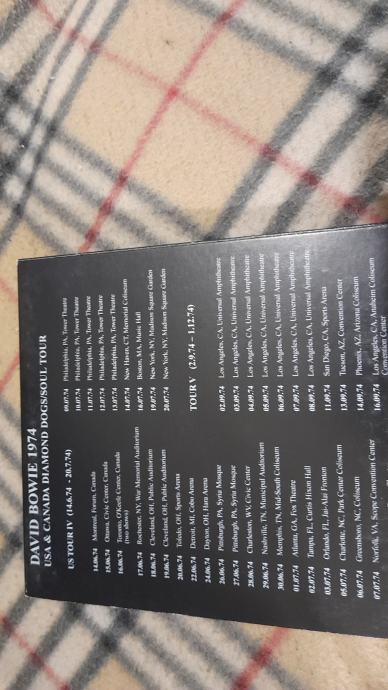 DAVID BOWIE 1974
USA & CANADA DIAMOND DOGS/SOUL TOUR
US TOUR IV (14.6.74 - 20.7.74)
14.06.74 Montreal, Forum, Canada
15.06.74 Ottawa, Civic Center, Canada
16.06.74 Toronto, O'Keefe Center, Canada
(two shows)
17.06.74 Rochester, NY, War Memorial Auditorium
18.06.74 Cleveland, OH, Public Auditorium
19.06.74 Cleveland, OH, Public Auditorium
20.06.74 Toledo, OH, Sports Arena
22.06.74 Detroit, MI, Cobo Arena
24.06.74 Dayton, OH, Hara Arena
26.06.74 Pittsburgh, PA, Syria Mosque
27.06.74 Pittsburgh, PA, Syria Mosque
28.06.74 Charleston, WV, Civic Center
29.06.74 Nashville, TN, Municipal Auditorium
30.06.74 Memphis, TN, Mid-South Coliseum
01.07.74 Atlanta, GA, Fox Theatre
02.07.74 Tampa, FL, Curtis Hixon Hall
03.07.74 Orlando, FL, Jai-Alai Fronton
05.07.74 Charlotte, NC, Park Center Coliseum
06.07.74 Greensboro, NC, Coliseum
07.07.74 Norfolk, VA, Scope Convention Center
09.07.74 Philadelphia, PA, Tower Theatre
10.07.74 Philadelphia, PA, Tower Theatre
11.07.74 Philadelphia, PA, Tower Theatre
12.07.74 Philadelphia, PA, Tower Theatre
13.07.74 Philadelphia, PA, Tower Theatre
14.07.74 New Haven, CT, Memorial Coliseum
16.07.74 Boston, MA, Music Hall
19.07.74 New York, NY, Madison Square Garden
20.07.74 New York, NY, Madison Square Garden
TOUR V (2.9.74 – 1.12.74)
02.09.74 Los Angeles, CA, Universal Amphitheatre
03.09.74 Los Angeles, CA, Universal Amphitheatre
04.09.74 Los Angeles, CA, Universal Amphitheatre
05.09.74 Los Angeles, CA, Universal Amphitheatre
06.09.74 Los Angeles, CA, Universal Amphitheatre
07.09.74 Los Angeles, CA, Universal Amphitheatre
08.09.74 Los Angeles, CA, Universal Amphitheatre
11.09.74 San Diego, CA, Sports Arena
13.09.74 Tucson, AZ, Convention Center
14.09.74 Phoenix, AZ, Arizona Coliseum
16.09.74 Los Angeles, CA, Anaheim Coliseum
Convention Center